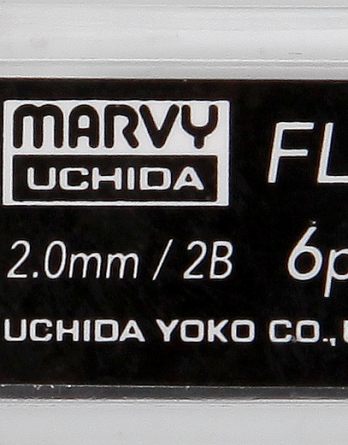 MARVY
UCHIDA
FL
2.0mm / 2B
6p
UCHIDA YOKO CO.,